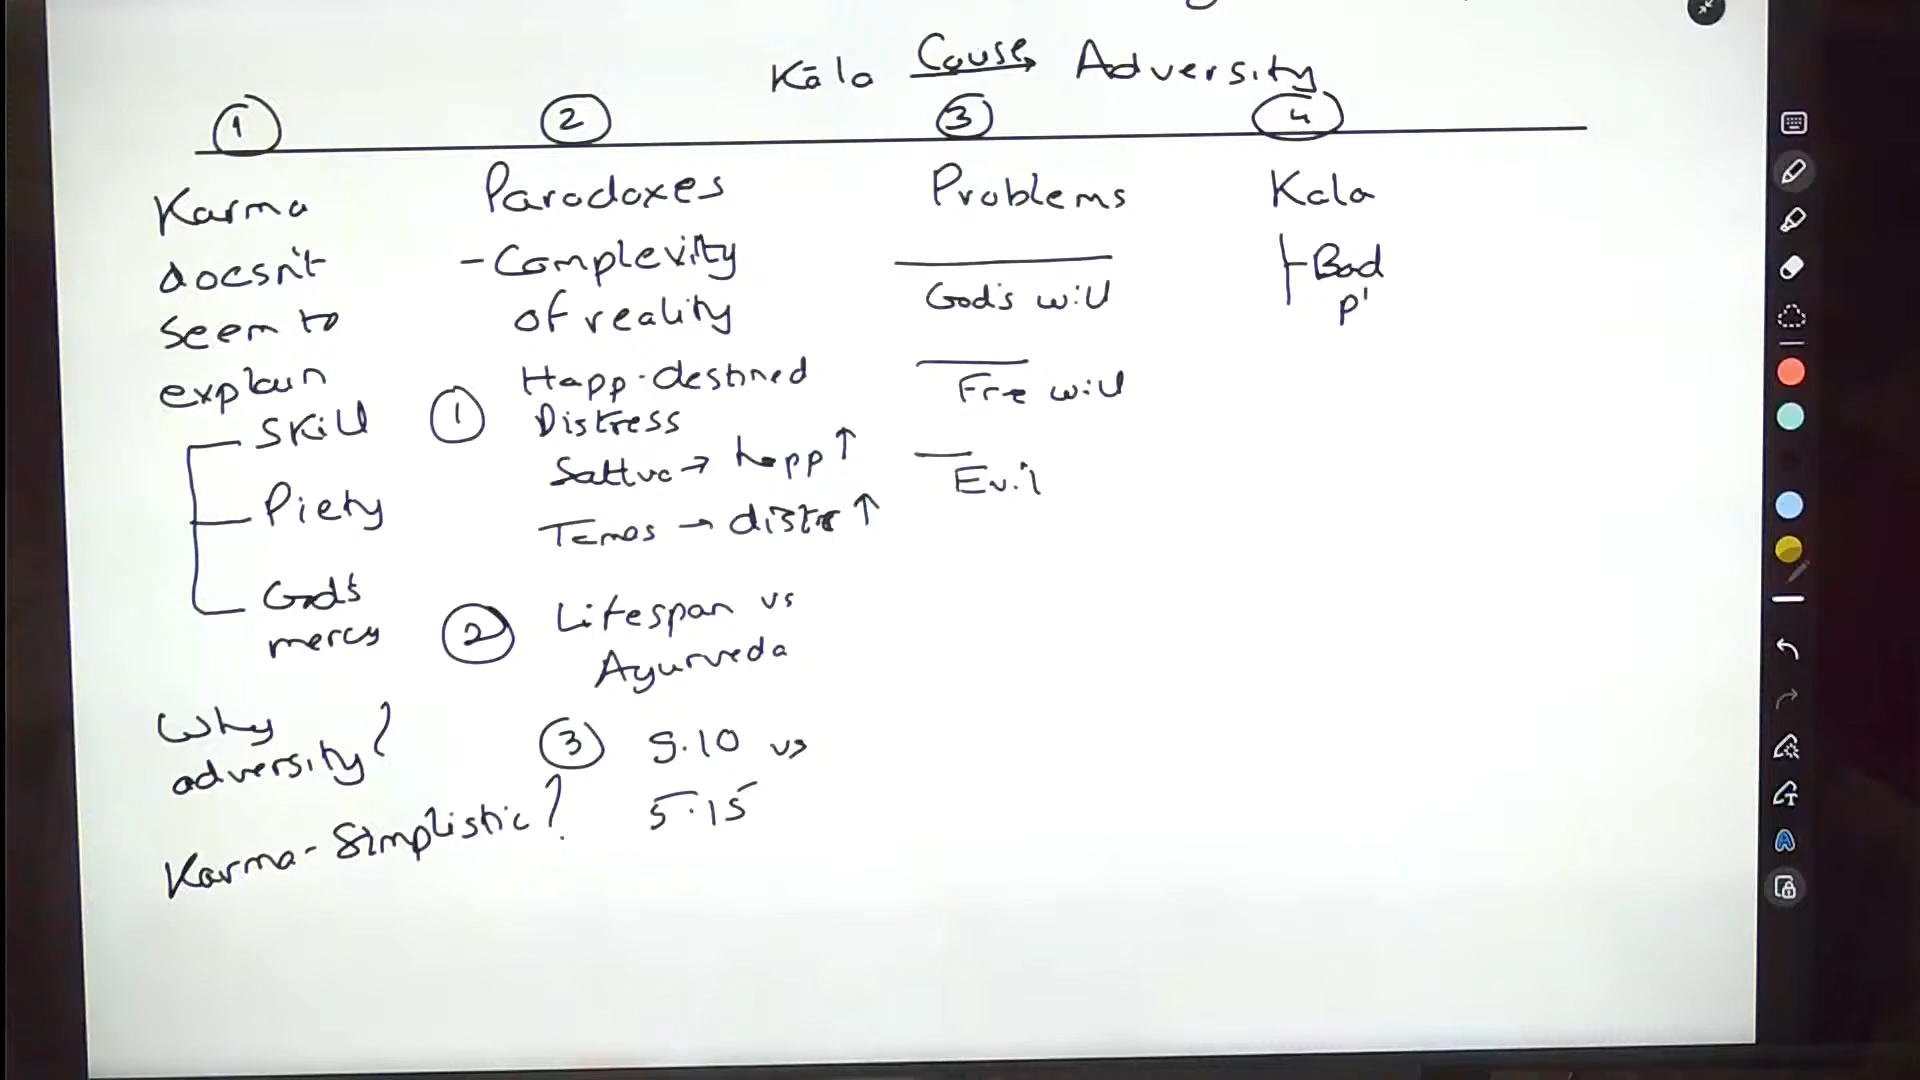 Kāla Cause Adversity
1 2 3 4
Karma
doesn't
seem to
explain
Skill
Piety
God's
mercy
Why
adversity?
Karma - Simplistic?
Paradoxes
- Complexity
of reality
1 Happ - destined
Distress
Sattva → happ ↑
Tamas → distr ↑
2 Lifespan vs
Ayurveda
3 9.10 vs
5.15
Problems
God's will
Free will
Evil
Kala
Bad
p'